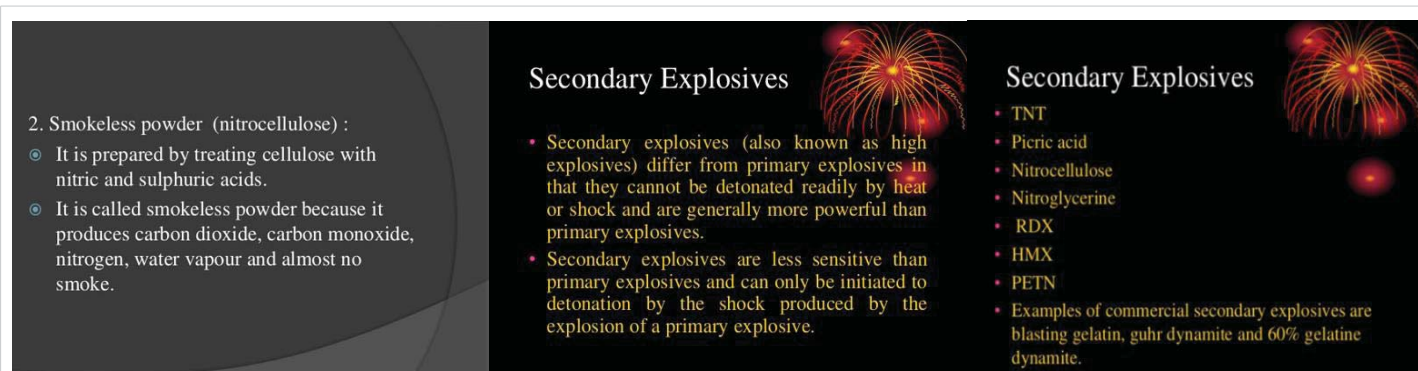 2. Smokeless powder (nitrocellulose) :
It is prepared by treating cellulose with
nitric and sulphuric acids.
It is called smokeless powder because it
produces carbon dioxide, carbon monoxide,
nitrogen, water vapour and almost no
smoke.
Secondary Explosives
• Secondary explosives (also known as high
explosives) differ from primary explosives in
that they cannot be detonated readily by heat
or shock and are generally more powerful than
primary explosives.
• Secondary explosives are less sensitive than
primary explosives and can only be initiated to
detonation by the shock produced by the
explosion of a primary explosive.
Secondary Explosives
• TNT
• Picric acid
• Nitrocellulose
• Nitroglycerine
• RDX
• HMX
• PETN
• Examples of commercial secondary explosives are
blasting gelatin, guhr dynamite and 60% gelatine
dynamite.